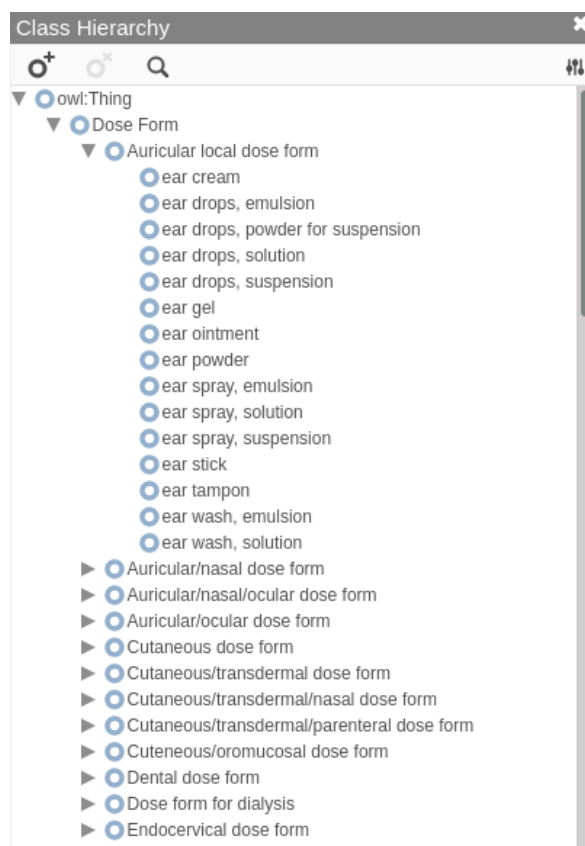 Class Hierarchy
owl:Thing
Dose Form
Auricular local dose form
ear cream
ear drops, emulsion
ear drops, powder for suspension
ear drops, solution
ear drops, suspension
ear gel
ear ointment
ear powder
ear spray, emulsion
ear spray, solution
ear spray, suspension
ear stick
ear tampon
ear wash, emulsion
ear wash, solution
Auricular/nasal dose form
Auricular/nasal/ocular dose form
Auricular/ocular dose form
Cutaneous dose form
Cutaneous/transdermal dose form
Cutaneous/transdermal/nasal dose form
Cutaneous/transdermal/parenteral dose form
Cuteneous/oromucosal dose form
Dental dose form
Dose form for dialysis
Endocervical dose form